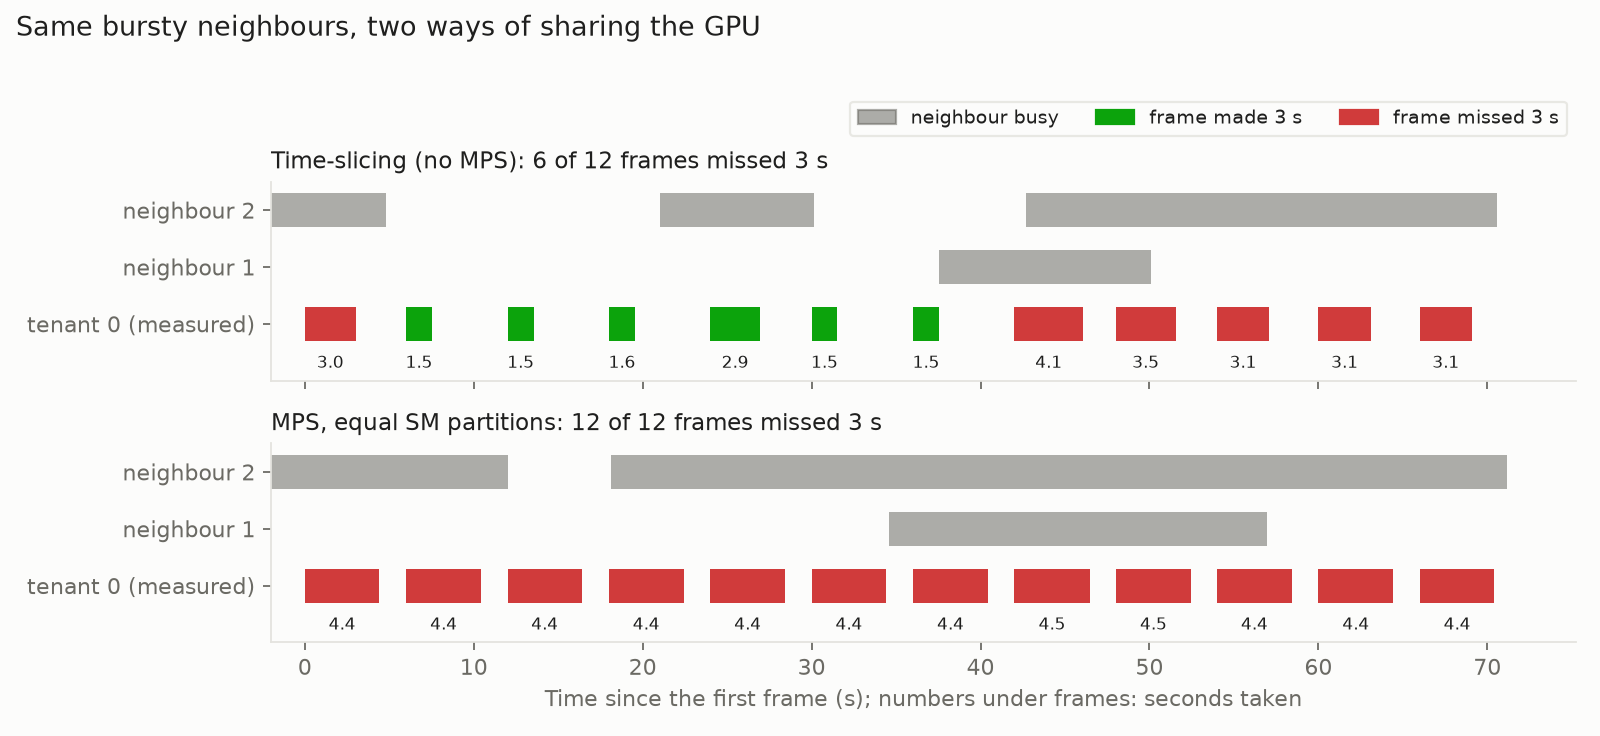 Same bursty neighbours, two ways of sharing the GPU
neighbour busy
frame made 3 s
frame missed 3 s
Time-slicing (no MPS): 6 of 12 frames missed 3 s
neighbour 2
neighbour 1
tenant 0 (measured)
3.0 1.5 1.5 1.6 2.9 1.5 1.5 4.1 3.5 3.1 3.1 3.1
MPS, equal SM partitions: 12 of 12 frames missed 3 s
neighbour 2
neighbour 1
tenant 0 (measured)
4.4 4.4 4.4 4.4 4.4 4.4 4.4 4.5 4.5 4.4 4.4 4.4
0 10 20 30 40 50 60 70
Time since the first frame (s); numbers under frames: seconds taken